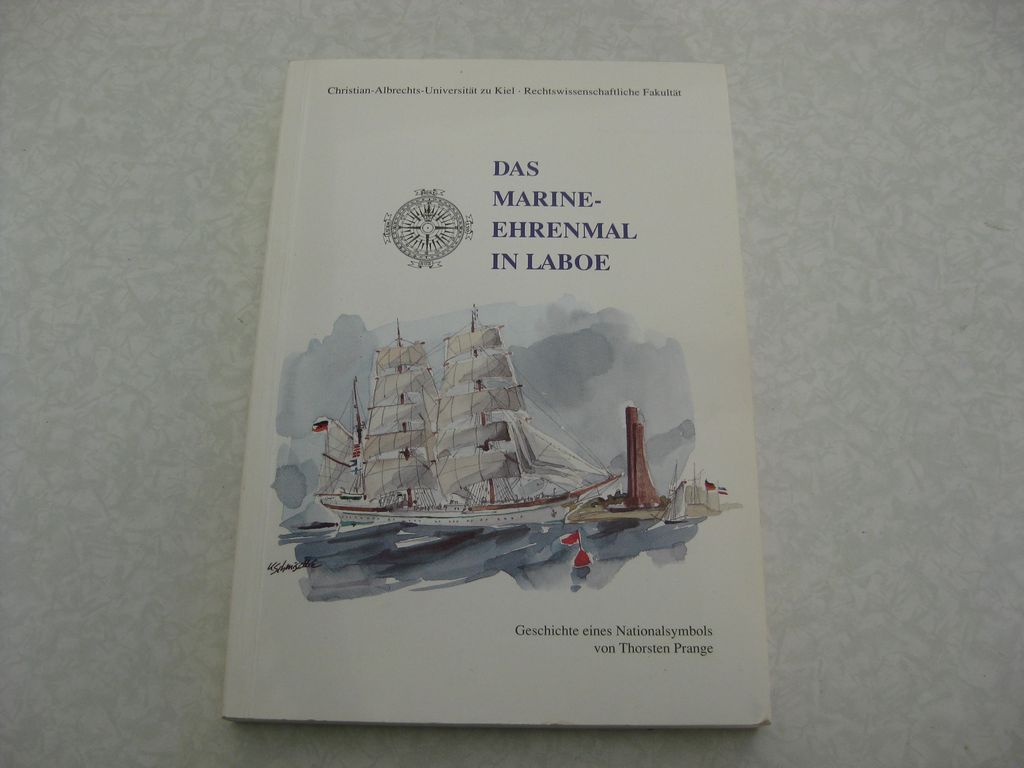 Christian-Albrechts-Universität zu Kiel · Rechtswissenschaftliche Fakultät
DAS
MARINE-
EHRENMAL
IN LABOE
Geschichte eines Nationalsymbols
von Thorsten Prange